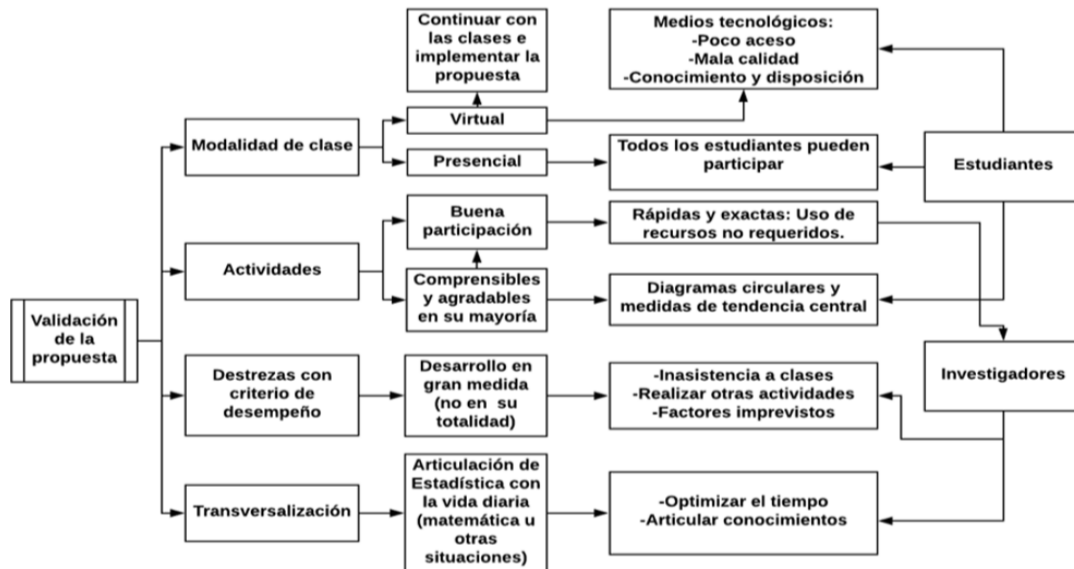 Continuar con
las clases e
implementar la
propuesta
Medios tecnológicos:
-Poco aceso
-Mala calidad
-Conocimiento y disposición
Virtual
Modalidad de clase
Presencial
Todos los estudiantes pueden
participar
Estudiantes
Buena
participación
Rápidas y exactas: Uso de
recursos no requeridos.
Actividades
Comprensibles
y agradables
en su mayoría
Diagramas circulares y
medidas de tendencia central
Validación
de la
propuesta
Destrezas con
criterio de
desempeño
Desarrollo en
gran medida
(no en su
totalidad)
-Inasistencia a clases
-Realizar otras actividades
-Factores imprevistos
Investigadores
Transversalización
Articulación de
Estadística con
la vida diaria
(matemática u
otras
situaciones)
-Optimizar el tiempo
-Articular conocimientos